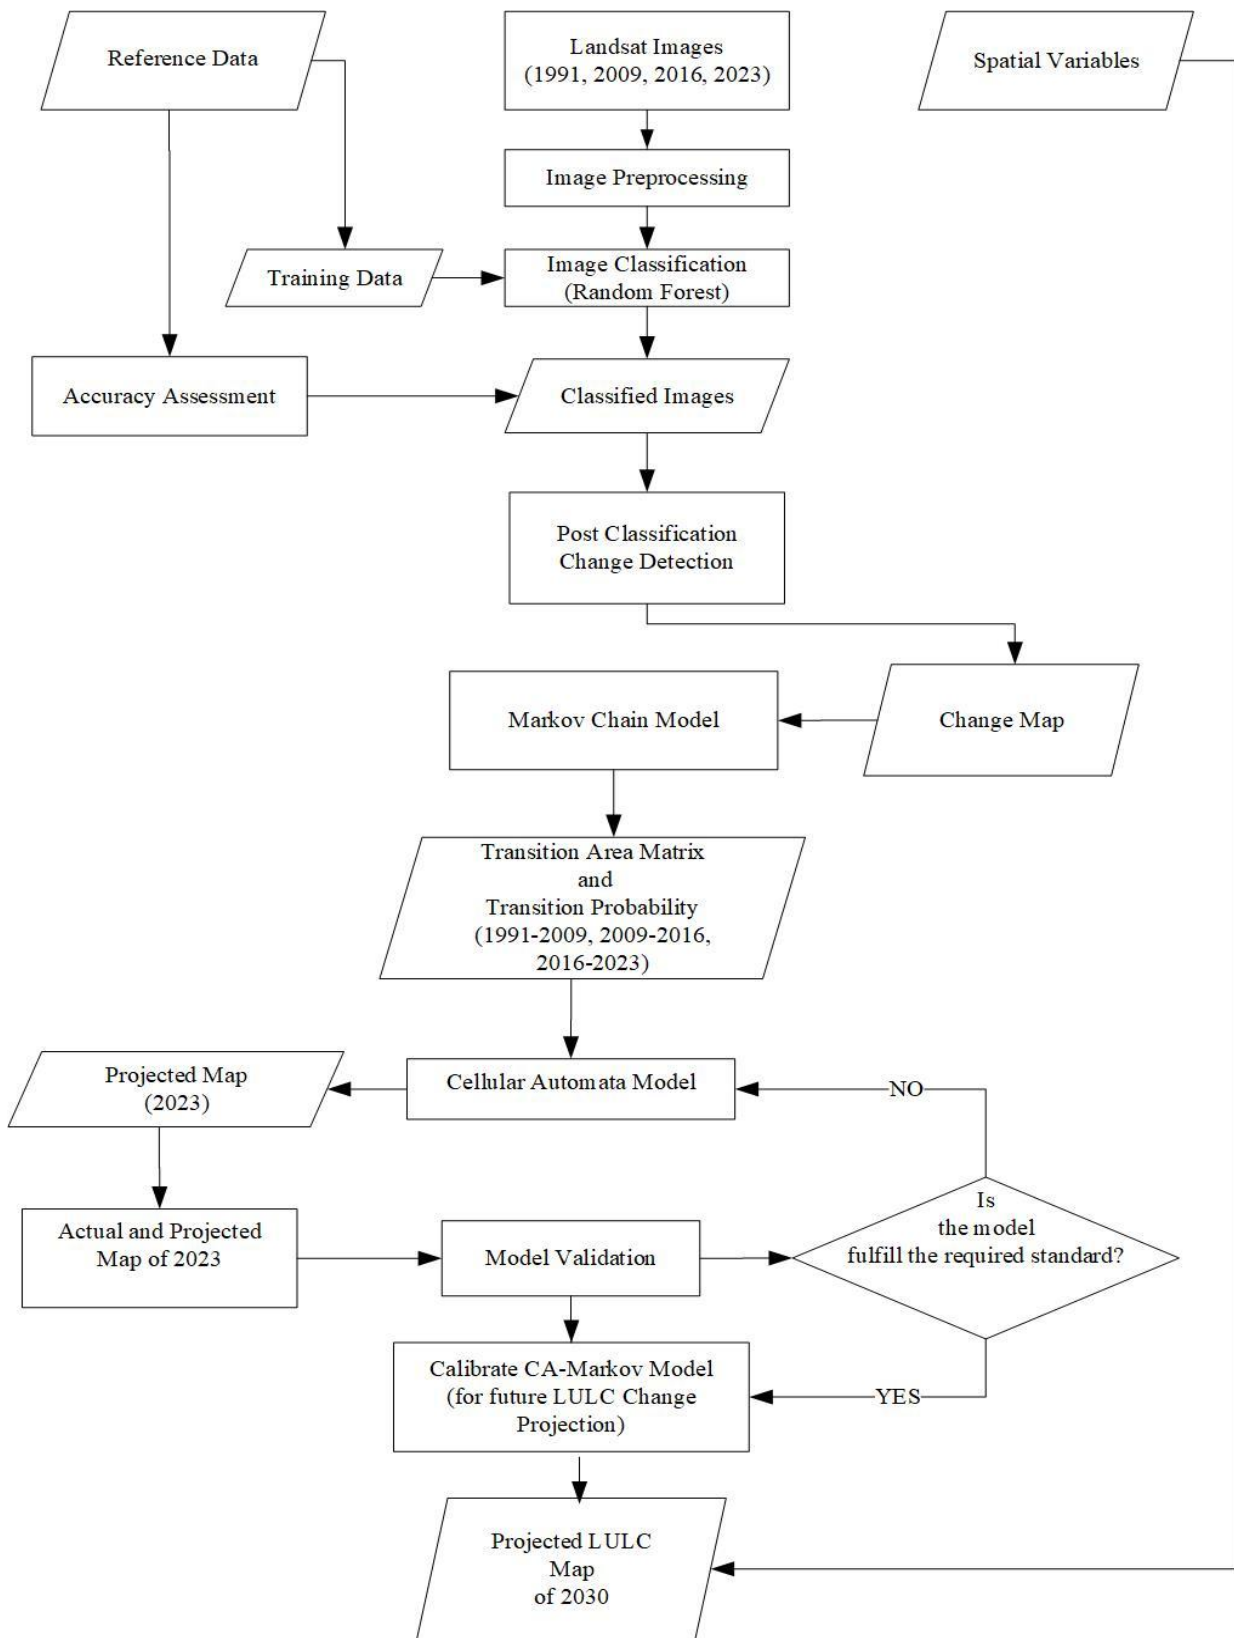 Reference Data
Landsat Images
(1991, 2009, 2016, 2023)
Spatial Variables
Image Preprocessing
Training Data
Image Classification
(Random Forest)
Accuracy Assessment
Classified Images
Post Classification
Change Detection
Markov Chain Model
Change Map
Transition Area Matrix
and
Transition Probability
(1991-2009, 2009-2016,
2016-2023)
Projected Map
(2023)
Cellular Automata Model
NO
Actual and Projected
Map of 2023
Model Validation
Is
the model
fulfill the required standard?
Calibrate CA-Markov Model
(for future LULC Change
Projection)
YES
Projected LULC
Map
of 2030